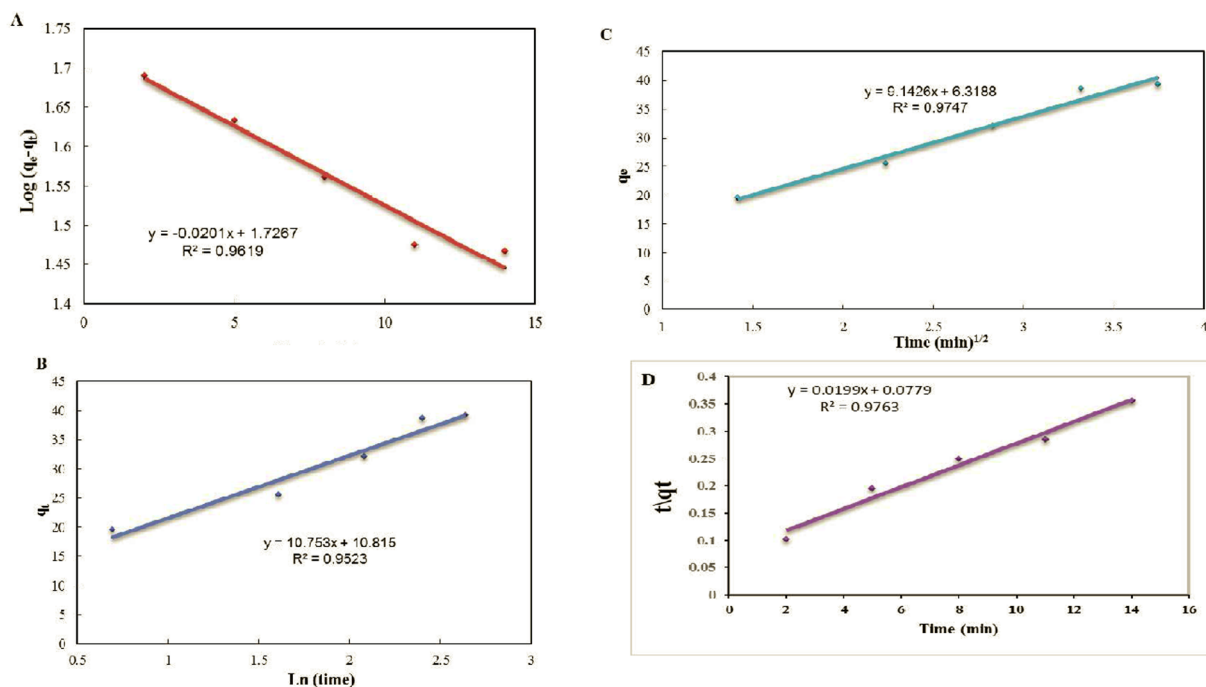 A
Log (qe-qt)
1.7
1.65
1.6
1.55
1.5
1.45
1.4
y = -0.0201x + 1.7267
R² = 0.9619
0 5 10 15
C
qe
45
40
35
30
25
20
15
10
5
0
y = 9.1426x + 6.3188
R² = 0.9747
1 1.5 2 2.5 3 3.5 4
Time (min)1/2
B
qt
45
40
35
30
25
20
15
10
5
0
y = 10.753x + 10.815
R² = 0.9523
0.5 1 1.5 2 2.5 3
Ln (time)
D
t\qt
0.4
0.35
0.3
0.25
0.2
0.15
0.1
0.05
0
y = 0.0199x + 0.0779
R² = 0.9763
0 2 4 6 8 10 12 14 16
Time (min)